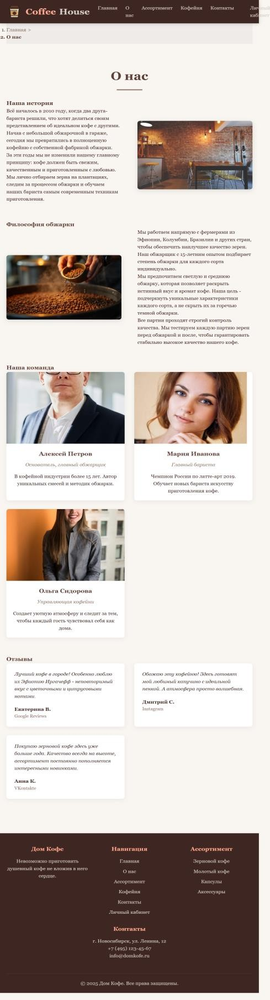 Coffee House
Главная
О
нас
Ассортимент
Кофейня
Контакты
Личный
кабинет
1. Главная >
2. О нас
О нас
Наша история
Всё началось в 2010 году, когда два друга-
бариста решили, что хотят делиться своим
представлением об идеальном кофе с другими.
Начав с небольшой обжарочной в гараже,
сегодня мы превратились в полноценную
кофейню с собственной фабрикой обжарки.
За эти годы мы не изменили нашему главному
принципу: кофе должен быть свежим,
качественным и приготовленным с любовью.
Мы лично отбираем зерна на плантациях,
следим за процессом обжарки и обучаем
наших бариста самым современным техникам
приготовления.
Философия обжарки
Мы работаем напрямую с фермерами из
Эфиопии, Колумбии, Бразилии и других стран,
чтобы обеспечить наилучшее качество зерен.
Наш обжарщик с 15-летним опытом подбирает
степень обжарки для каждого сорта
индивидуально.
Мы предпочитаем светлую и среднюю
обжарку, которая позволяет раскрыть
истинный вкус и аромат кофе. Наша цель -
подчеркнуть уникальные характеристики
каждого сорта, а не скрыть их за горечью
темной обжарки.
Все партии проходят строгий контроль
качества. Мы тестируем каждую партию зерен
перед обжаркой и после, чтобы гарантировать
стабильно высокое качество нашего кофе.
Наша команда
Алексей Петров
Основатель, главный обжарщик
В кофейной индустрии более 15 лет. Автор
уникальных смесей и методик обжарки.
Мария Иванова
Главный бариста
Чемпион России по латте-арт 2019.
Обучает новых бариста искусству
приготовления кофе.
Ольга Сидорова
Управляющая кофейни
Создает уютную атмосферу и следит за тем,
чтобы каждый гость чувствовал себя как
дома.
Отзывы
Лучший кофе в городе! Особенно люблю
их Эфиопию Иргачефф - неповторимый
вкус с цветочными и цитрусовыми
нотами.
Екатерина В.
Google Reviews
Обожаю эту кофейню! Здесь готовят
мой любимый капучино с идеальной
пенкой. А атмосфера просто волшебная.
Дмитрий С.
Instagram
Покупаю зерновой кофе здесь уже
больше года. Качество всегда на высоте,
ассортимент постоянно пополняется
интересными новинками.
Анна К.
VKontakte
Дом Кофе
Невозможно приготовить
душевный кофе не вложив в него
сердце.
Навигация
Главная
О нас
Ассортимент
Кофейня
Контакты
Личный кабинет
Ассортимент
Зерновой кофе
Молотый кофе
Капсулы
Аксессуары
Контакты
г. Новосибирск, ул. Ленина, 12
+7 (495) 123-45-67
info@domkofe.ru
© 2025 Дом Кофе. Все права защищены.